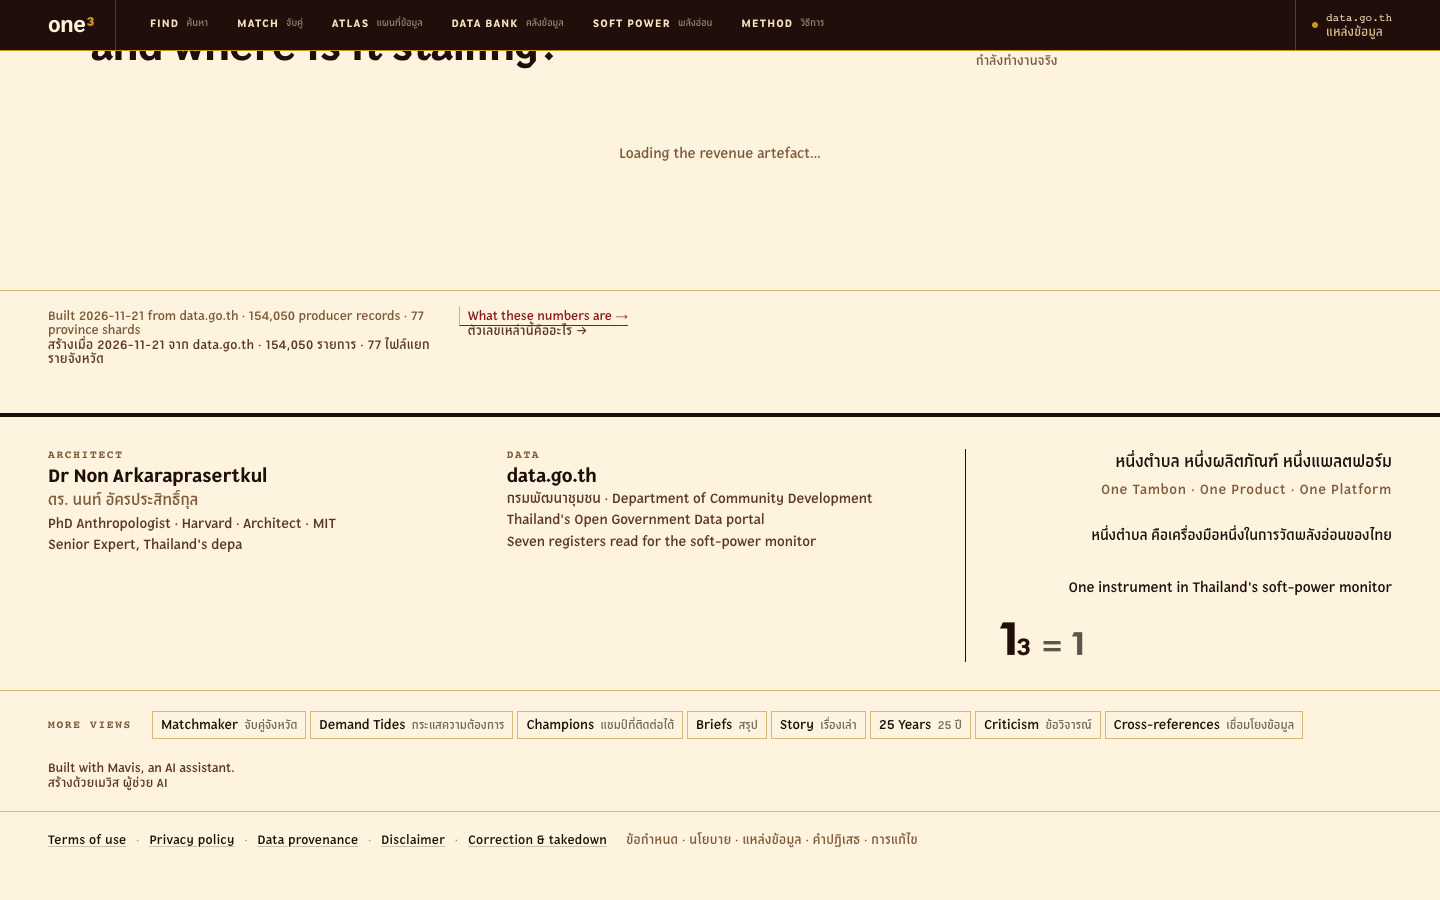 one³
FIND ค้นหา
MATCH จับคู่
ATLAS แผนที่ข้อมูล
DATA BANK คลังข้อมูล
SOFT POWER พลังอ่อน
METHOD วิธีการ
data.go.th
แหล่งข้อมูล
and where is it stalling?
กำลังทำงานจริง
Loading the revenue artefact…
Built 2026-11-21 from data.go.th · 154,050 producer records · 77
province shards
สร้างเมื่อ 2026-11-21 จาก data.go.th · 154,050 รายการ · 77 ไฟล์แยก
รายจังหวัด
What these numbers are →
ตัวเลขเหล่านี้คืออะไร →
ARCHITECT
Dr Non Arkaraprasertkul
ดร. นนท์ อัครประสิทธิ์กุล
PhD Anthropologist · Harvard · Architect · MIT
Senior Expert, Thailand's depa
DATA
data.go.th
กรมพัฒนาชุมชน · Department of Community Development
Thailand's Open Government Data portal
Seven registers read for the soft-power monitor
หนึ่งตำบล หนึ่งผลิตภัณฑ์ หนึ่งแพลตฟอร์ม
One Tambon · One Product · One Platform
หนึ่งตำบล คือเครื่องมือหนึ่งในการวัดพลังอ่อนของไทย
One instrument in Thailand's soft-power monitor
1₃ = 1
MORE VIEWS
Matchmaker จับคู่จังหวัด
Demand Tides กระแสความต้องการ
Champions แชมป์ที่ติดต่อได้
Briefs สรุป
Story เรื่องเล่า
25 Years 25 ปี
Criticism ข้อวิจารณ์
Cross-references เชื่อมโยงข้อมูล
Built with Mavis, an AI assistant.
สร้างด้วยเมวิส ผู้ช่วย AI
Terms of use · Privacy policy · Data provenance · Disclaimer · Correction & takedown ข้อกำหนด · นโยบาย · แหล่งข้อมูล · คำปฏิเสธ · การแก้ไข